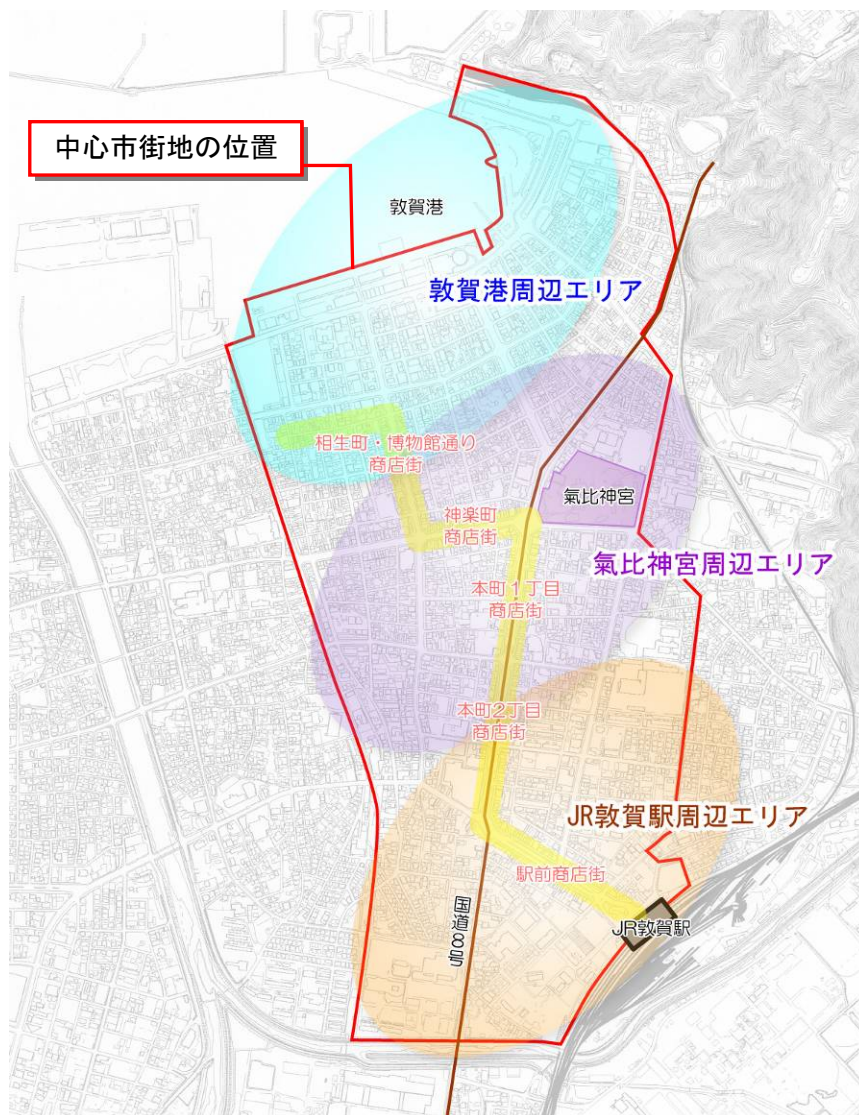 中心市街地の位置
敦賀港
敦賀港周辺エリア
相生町・博物館通り
商店街
氣比神宮
神楽町
商店街
氣比神宮周辺エリア
本町1丁目
商店街
本町2丁目
商店街
JR敦賀駅周辺エリア
駅前商店街
国道8号
JR敦賀駅